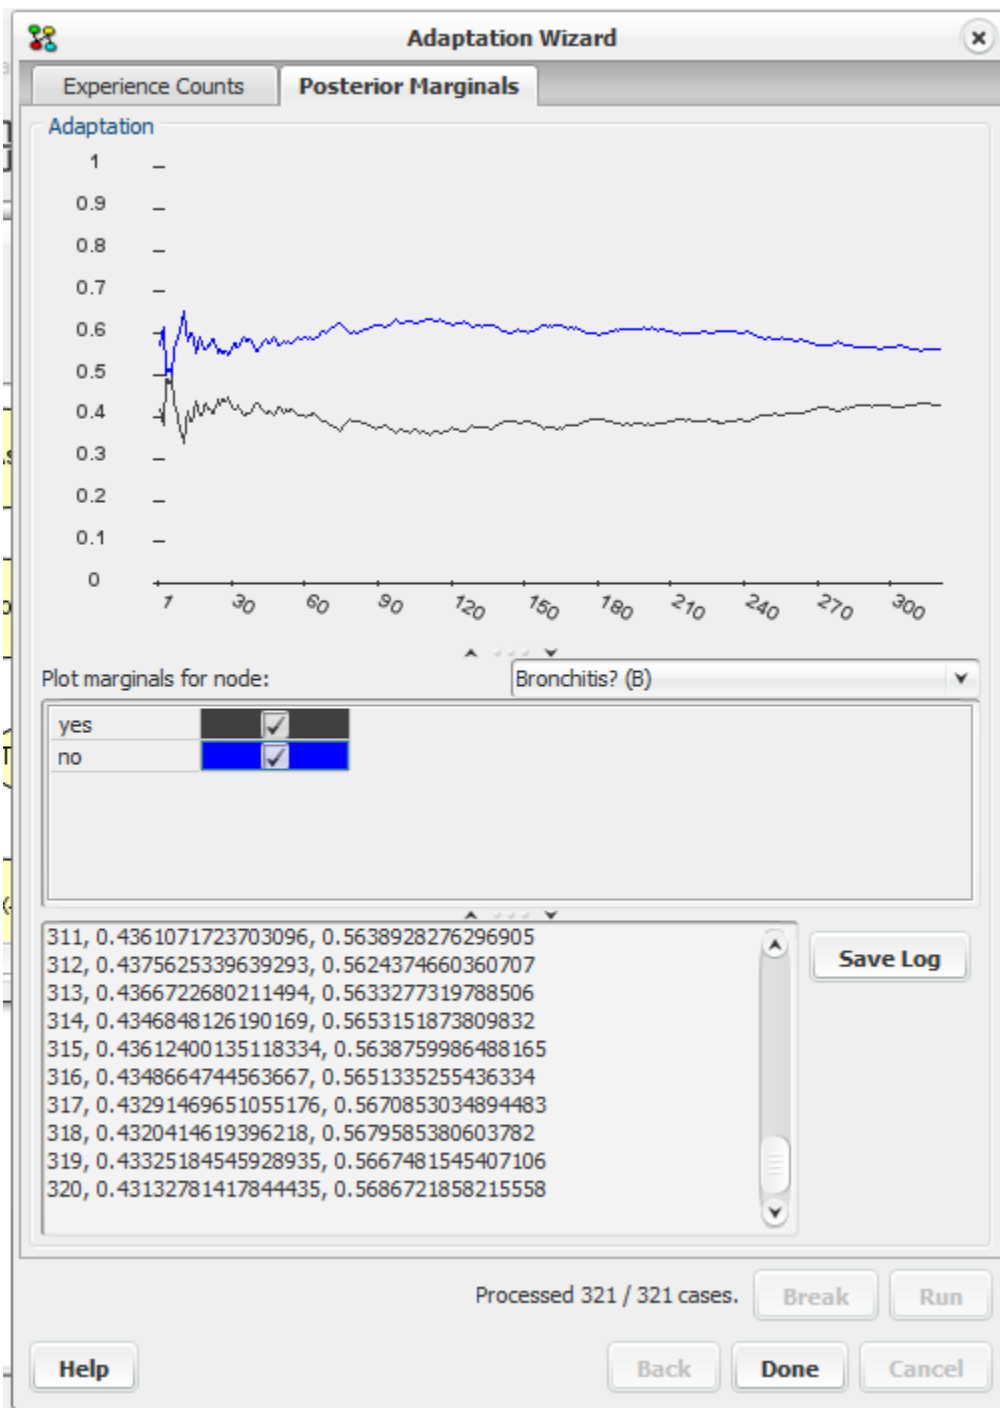 Adaptation Wizard
Experience Counts
Posterior Marginals
Adaptation
1
0.9
0.8
0.7
0.6
0.5
0.4
0.3
0.2
0.1
0
1 30 60 90 120 150 180 210 240 270 300
Plot marginals for node:
Bronchitis? (B)
yes
no
311, 0.4361071723703096, 0.5638928276296905
312, 0.4375625339639293, 0.5624374660360707
313, 0.4366722680211494, 0.5633277319788506
314, 0.4346848126190169, 0.5653151873809832
315, 0.43612400135118334, 0.5638759986488165
316, 0.4348664744563667, 0.5651335255436334
317, 0.43291469651055176, 0.5670853034894483
318, 0.4320414619396218, 0.56795853806037​82
319, 0.43325184545928935, 0.5667481545407106
320, 0.43132781417844435, 0.5686721858215558
Save Log
Processed 321 / 321 cases.
Break
Run
Help
Back
Done
Cancel